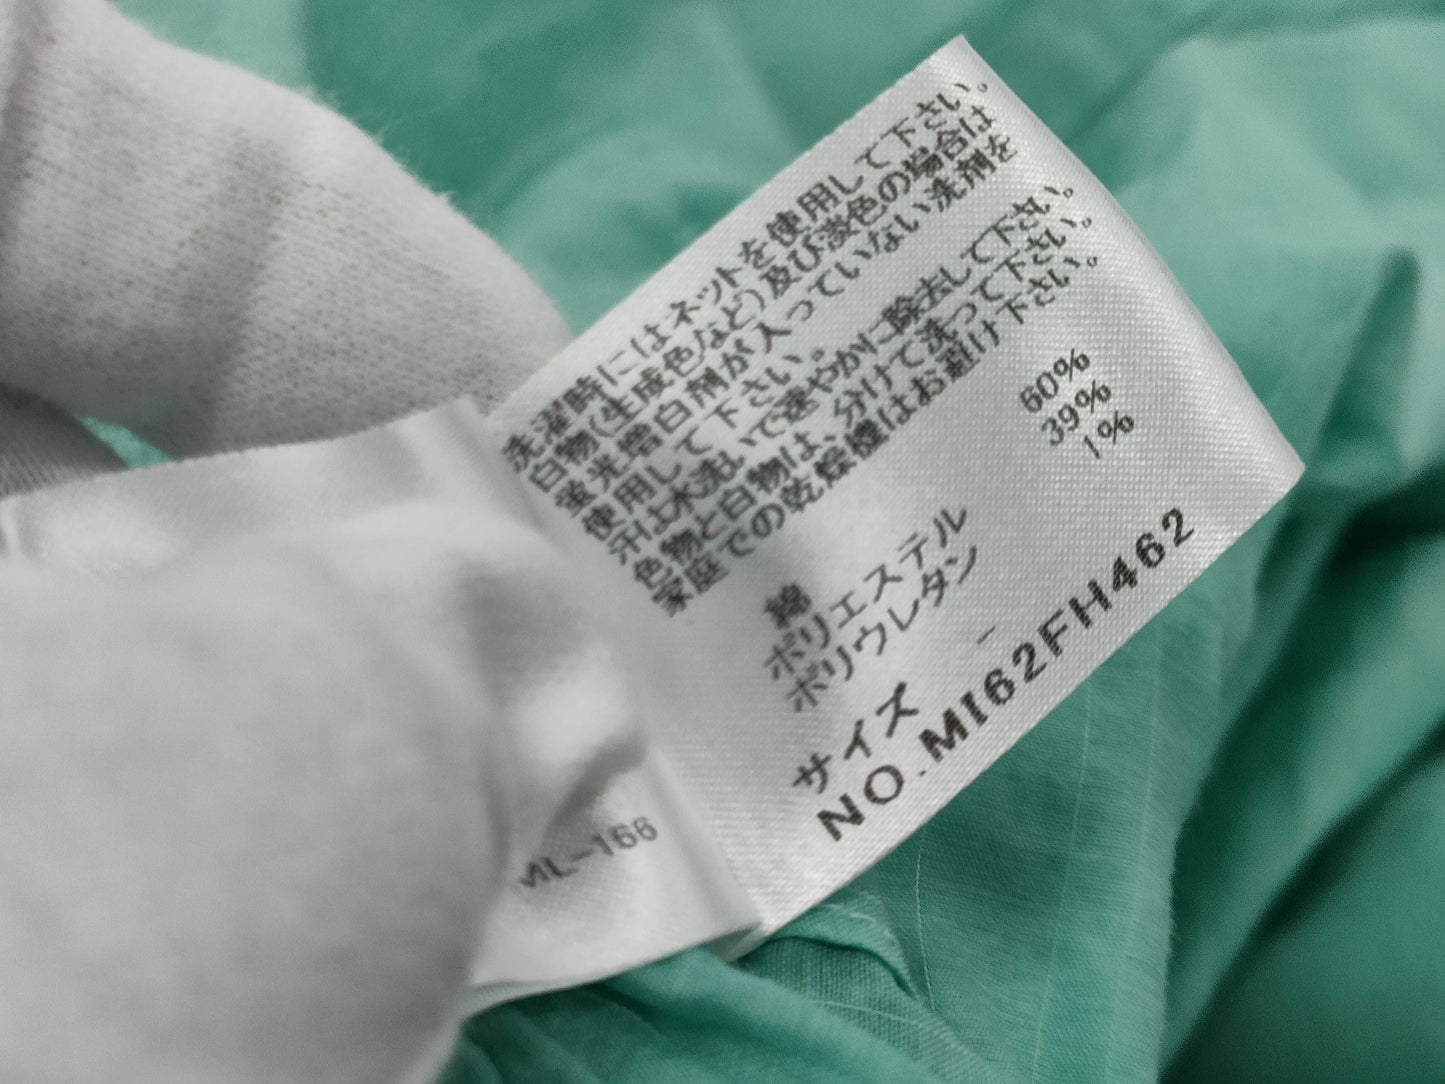 洗濯時にはネットを使用して下さい。
白物(生成色など)及び淡色の場合は
蛍光増白剤が入っていない洗剤を
使用して下さい。
汗は水洗いで速やかに除去して下さい。
色物と白物は、分けて洗って下さい。
家庭での乾燥機はお避け下さい。
綿 60%
ポリエステル 39%
ポリウレタン 1%
サイズ -
NO.MI62FH462
ML-166